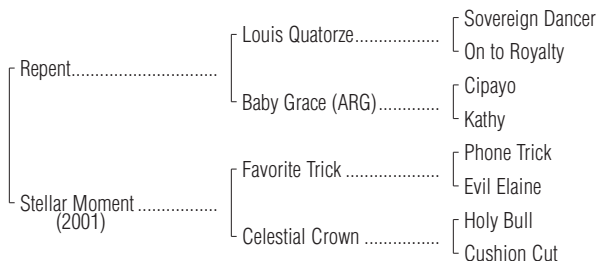 Sovereign Dancer
Louis Quatorze...................
On to Royalty
Repent.................................
Cipayo
Baby Grace (ARG).............
Kathy
Phone Trick
Favorite Trick .....................
Evil Elaine
Stellar Moment ..................
(2001)
Holy Bull
Celestial Crown .................
Cushion Cut